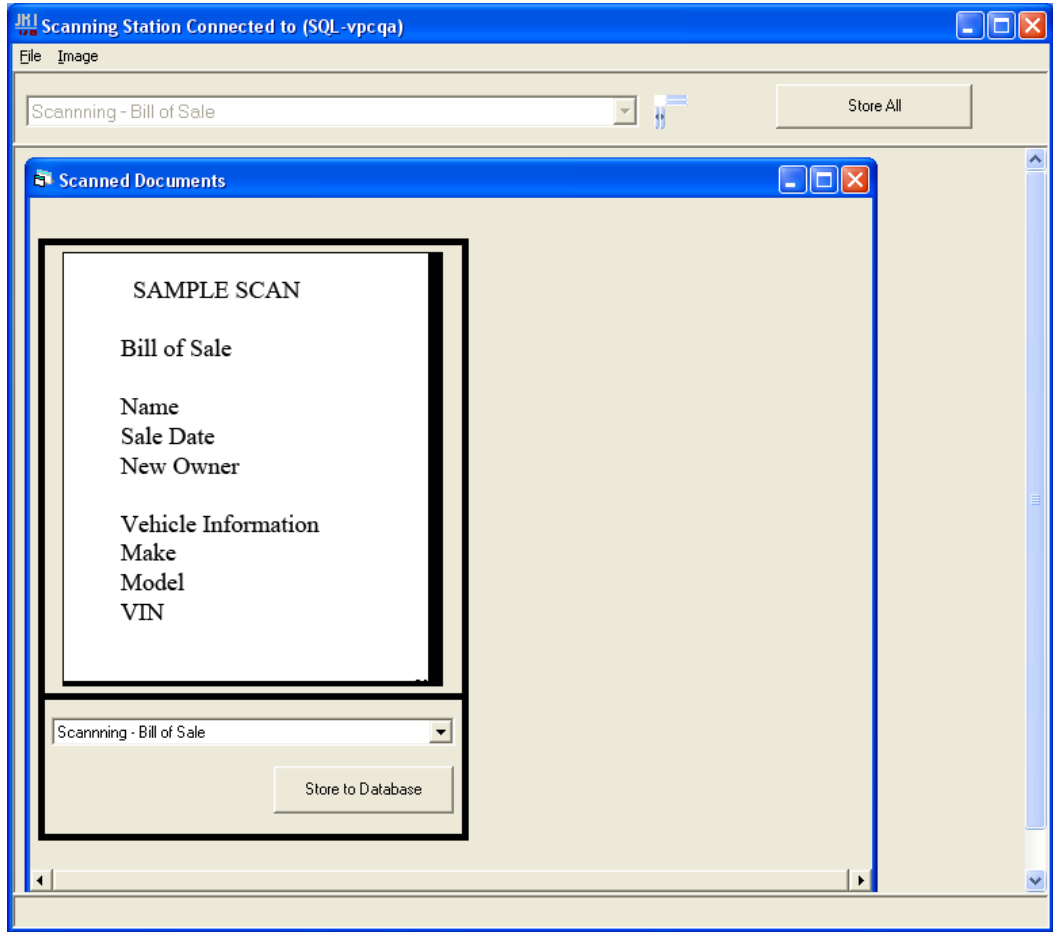 JKI Scanning Station Connected to (SQL-vpcqa)
File Image
Scannning - Bill of Sale
Store All
Scanned Documents
SAMPLE SCAN
Bill of Sale
Name
Sale Date
New Owner
Vehicle Information
Make
Model
VIN
Scannning - Bill of Sale
Store to Database